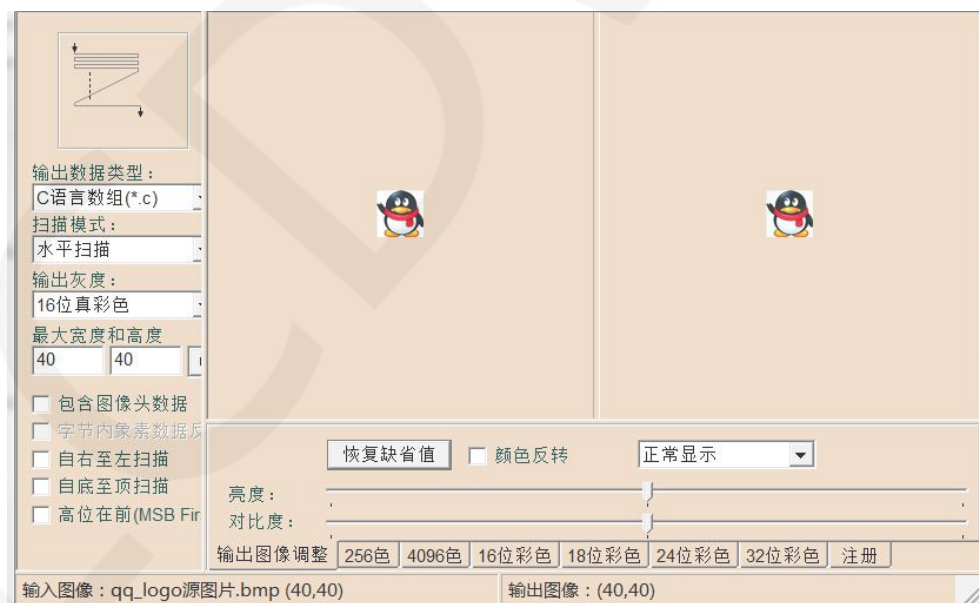 输出数据类型：
C语言数组(*.c)
扫描模式：
水平扫描
输出灰度：
16位真彩色
最大宽度和高度
40 40
包含图像头数据
字节内象素数据反
自右至左扫描
自底至顶扫描
高位在前(MSB Fir
恢复缺省值 颜色反转 正常显示
亮度：
对比度：
输出图像调整 256色 4096色 16位彩色 18位彩色 24位彩色 32位彩色 注册
输入图像：qq_logo源图片.bmp (40,40) 输出图像：(40,40)